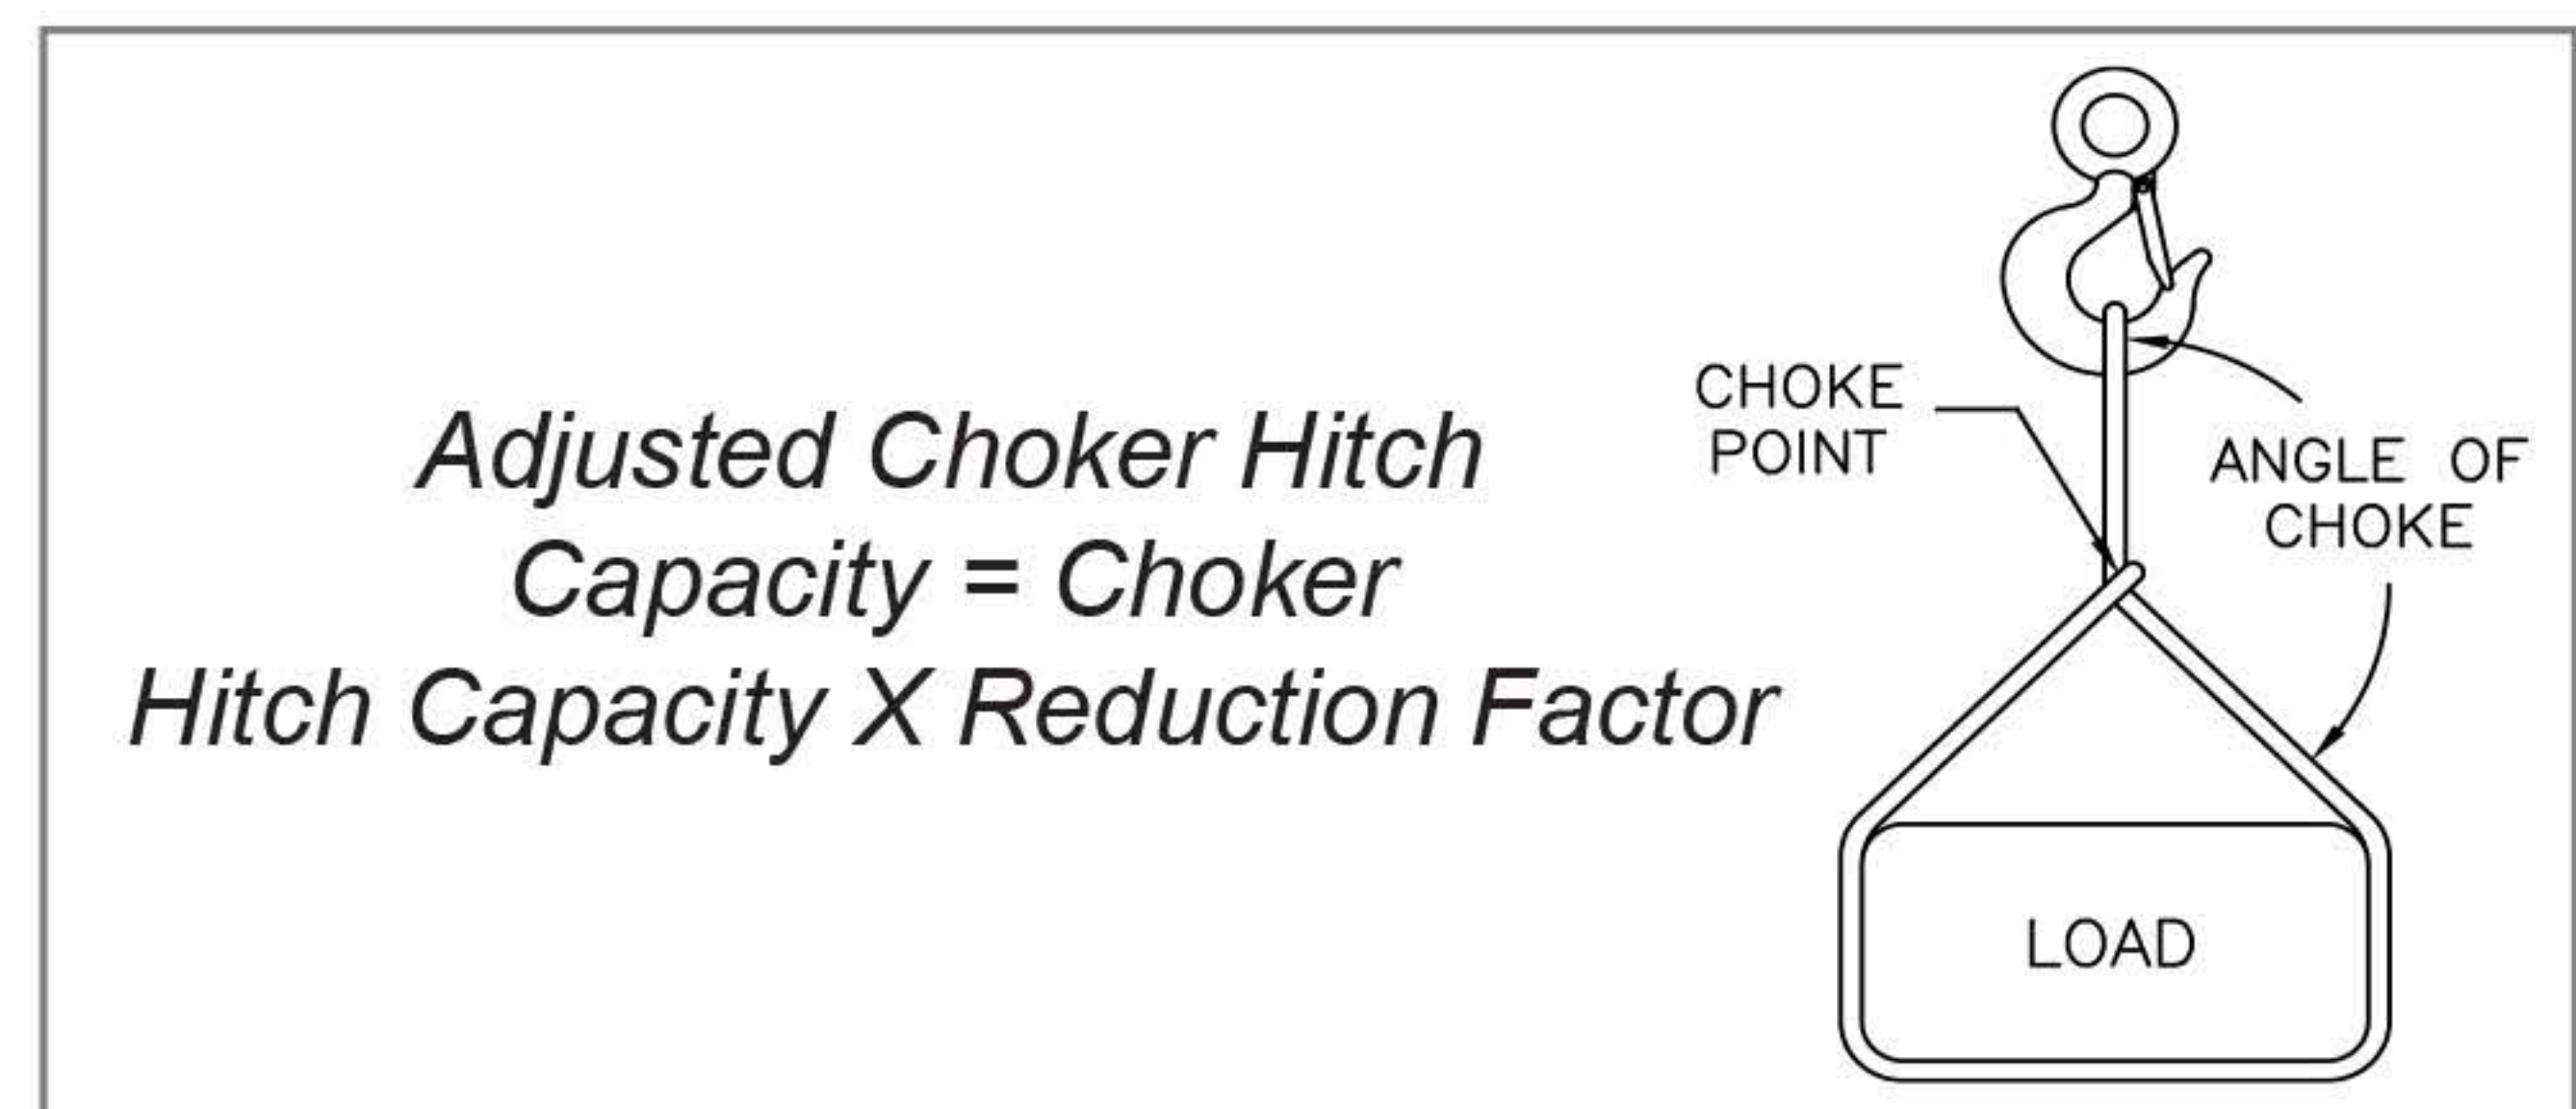 Adjusted Choker Hitch
Capacity = Choker
Hitch Capacity X Reduction Factor
CHOKE
POINT
ANGLE OF
CHOKE
LOAD